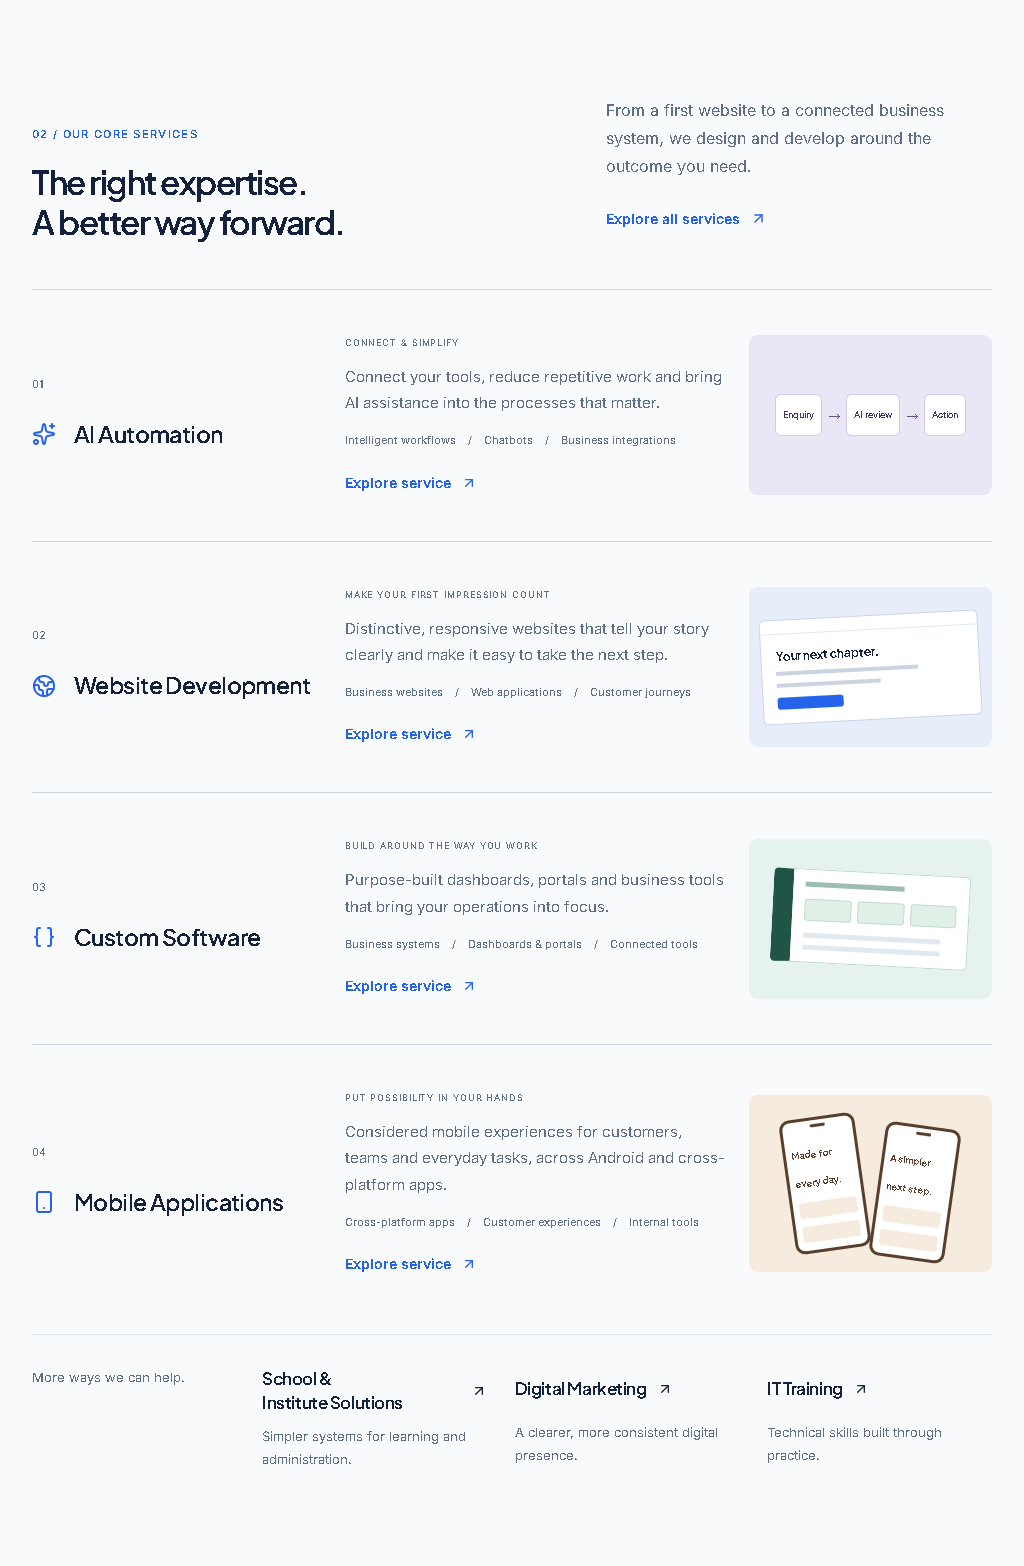 02 / OUR CORE SERVICES
The right expertise.
A better way forward.
From a first website to a connected business
system, we design and develop around the
outcome you need.
Explore all services
01
AI Automation
CONNECT & SIMPLIFY
Connect your tools, reduce repetitive work and bring
AI assistance into the processes that matter.
Intelligent workflows / Chatbots / Business integrations
Explore service
Enquiry → AI review → Action
02
Website Development
MAKE YOUR FIRST IMPRESSION COUNT
Distinctive, responsive websites that tell your story
clearly and make it easy to take the next step.
Business websites / Web applications / Customer journeys
Explore service
Your next chapter.
03
Custom Software
BUILD AROUND THE WAY YOU WORK
Purpose-built dashboards, portals and business tools
that bring your operations into focus.
Business systems / Dashboards & portals / Connected tools
Explore service
04
Mobile Applications
PUT POSSIBILITY IN YOUR HANDS
Considered mobile experiences for customers,
teams and everyday tasks, across Android and cross-
platform apps.
Cross-platform apps / Customer experiences / Internal tools
Explore service
Made for
every day.
A simpler
next step.
More ways we can help.
School &
Institute Solutions
Simpler systems for learning and
administration.
Digital Marketing
A clearer, more consistent digital
presence.
IT Training
Technical skills built through
practice.